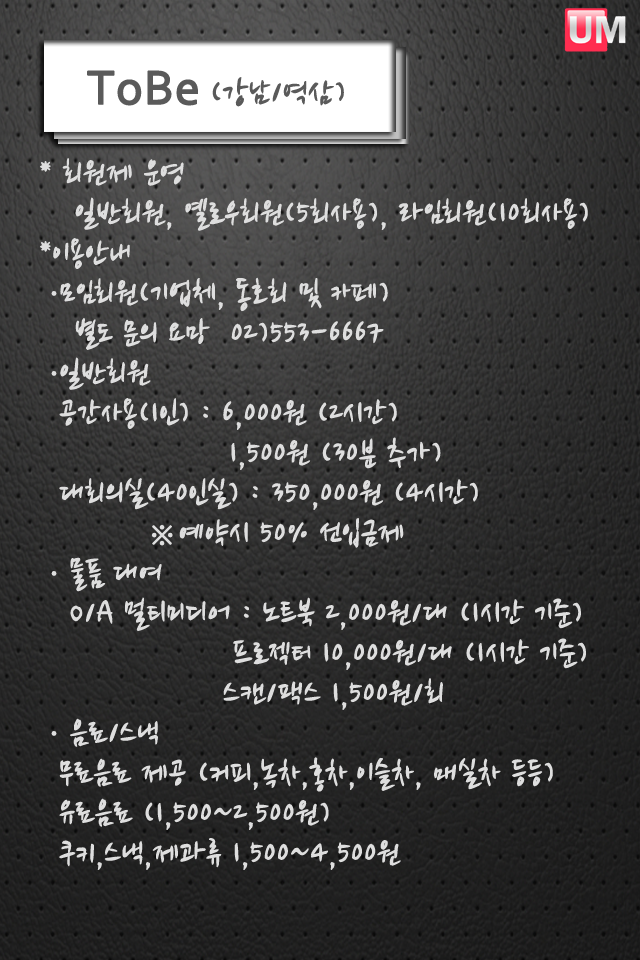 UM
ToBe (강남/역삼)
* 회원제 운영
일반회원, 옐로우회원(5회사용), 라임회원(10회사용)
*이용안내
·모임회원(기업체, 동호회 및 카페)
별도 문의 요망 02)553-6667
·일반회원
공간사용(1인) : 6,000원 (2시간)
1,500원 (30분 추가)
대회의실(40인실) : 350,000원 (4시간)
※예약시 50% 선입금제
· 물품 대여
O/A 멀티미디어 : 노트북 2,000원/대 (1시간 기준)
프로젝터 10,000원/대 (1시간 기준)
스캔/팩스 1,500원/회
· 음료/스낵
무료음료 제공 (커피,녹차,홍차,이슬차, 매실차 등등)
유료음료 (1,500~2,500원)
쿠키,스낵,제과류 1,500~4,500원